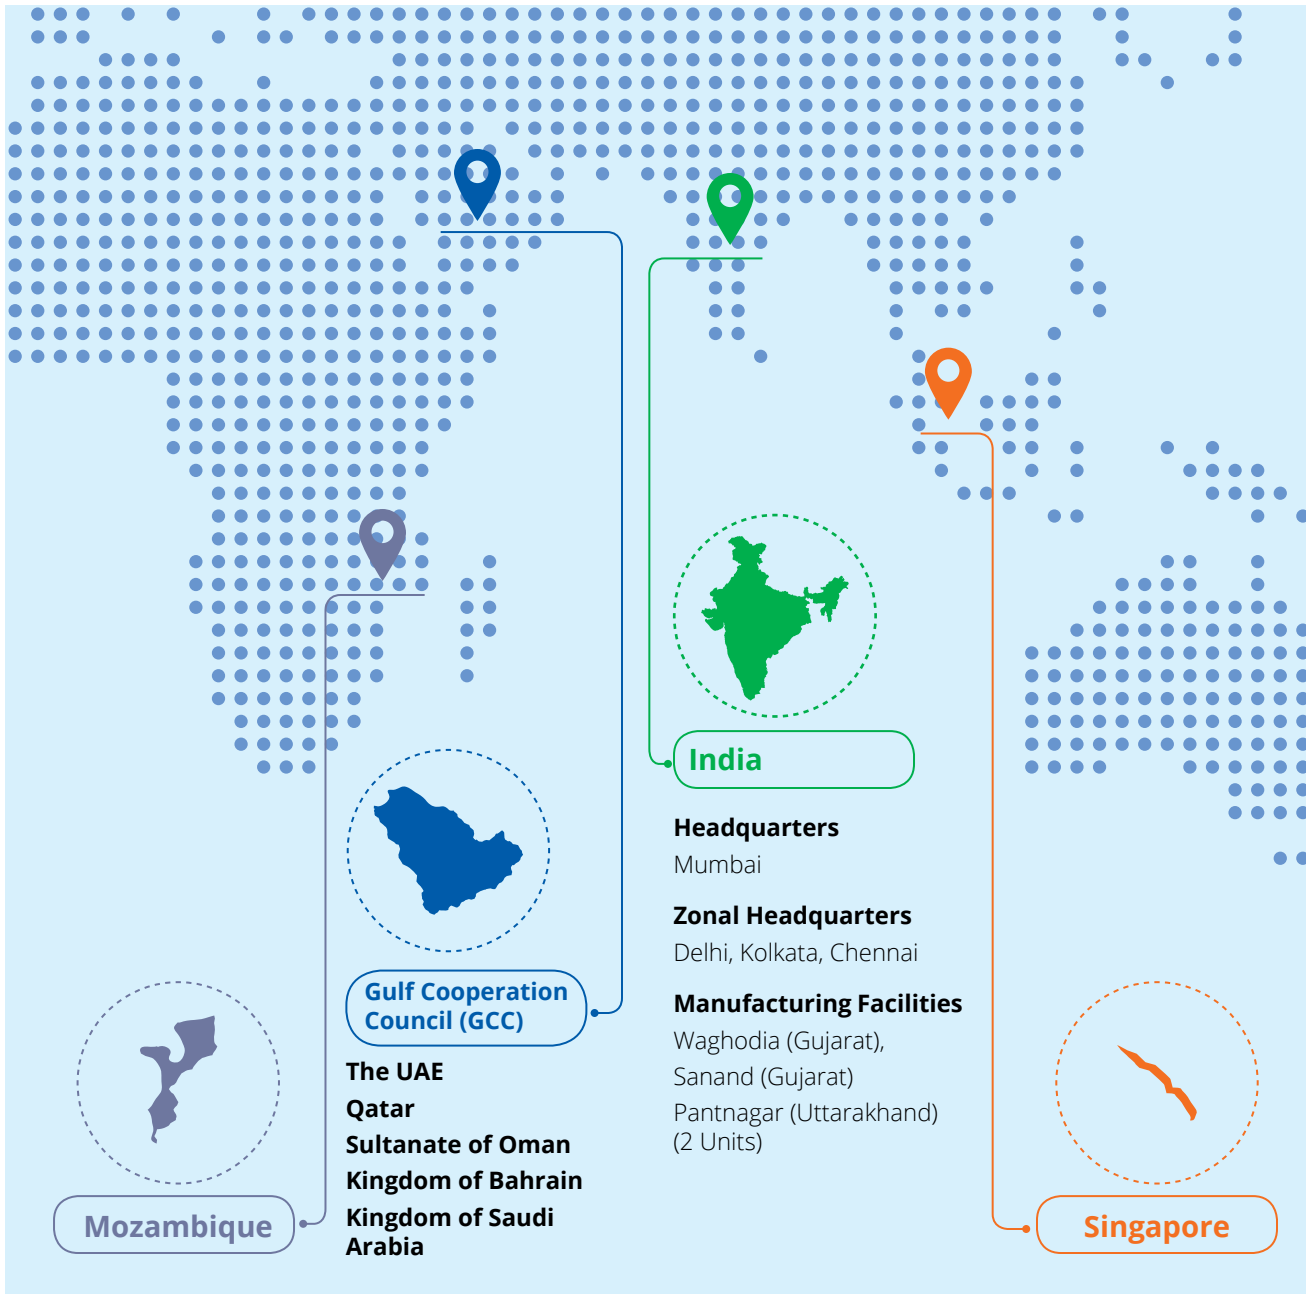 India
Headquarters
Mumbai
Zonal Headquarters
Delhi, Kolkata, Chennai
Manufacturing Facilities
Waghodia (Gujarat),
Sanand (Gujarat)
Pantnagar (Uttarakhand)
(2 Units)
Gulf Cooperation
Council (GCC)
The UAE
Qatar
Sultanate of Oman
Kingdom of Bahrain
Kingdom of Saudi
Arabia
Mozambique
Singapore